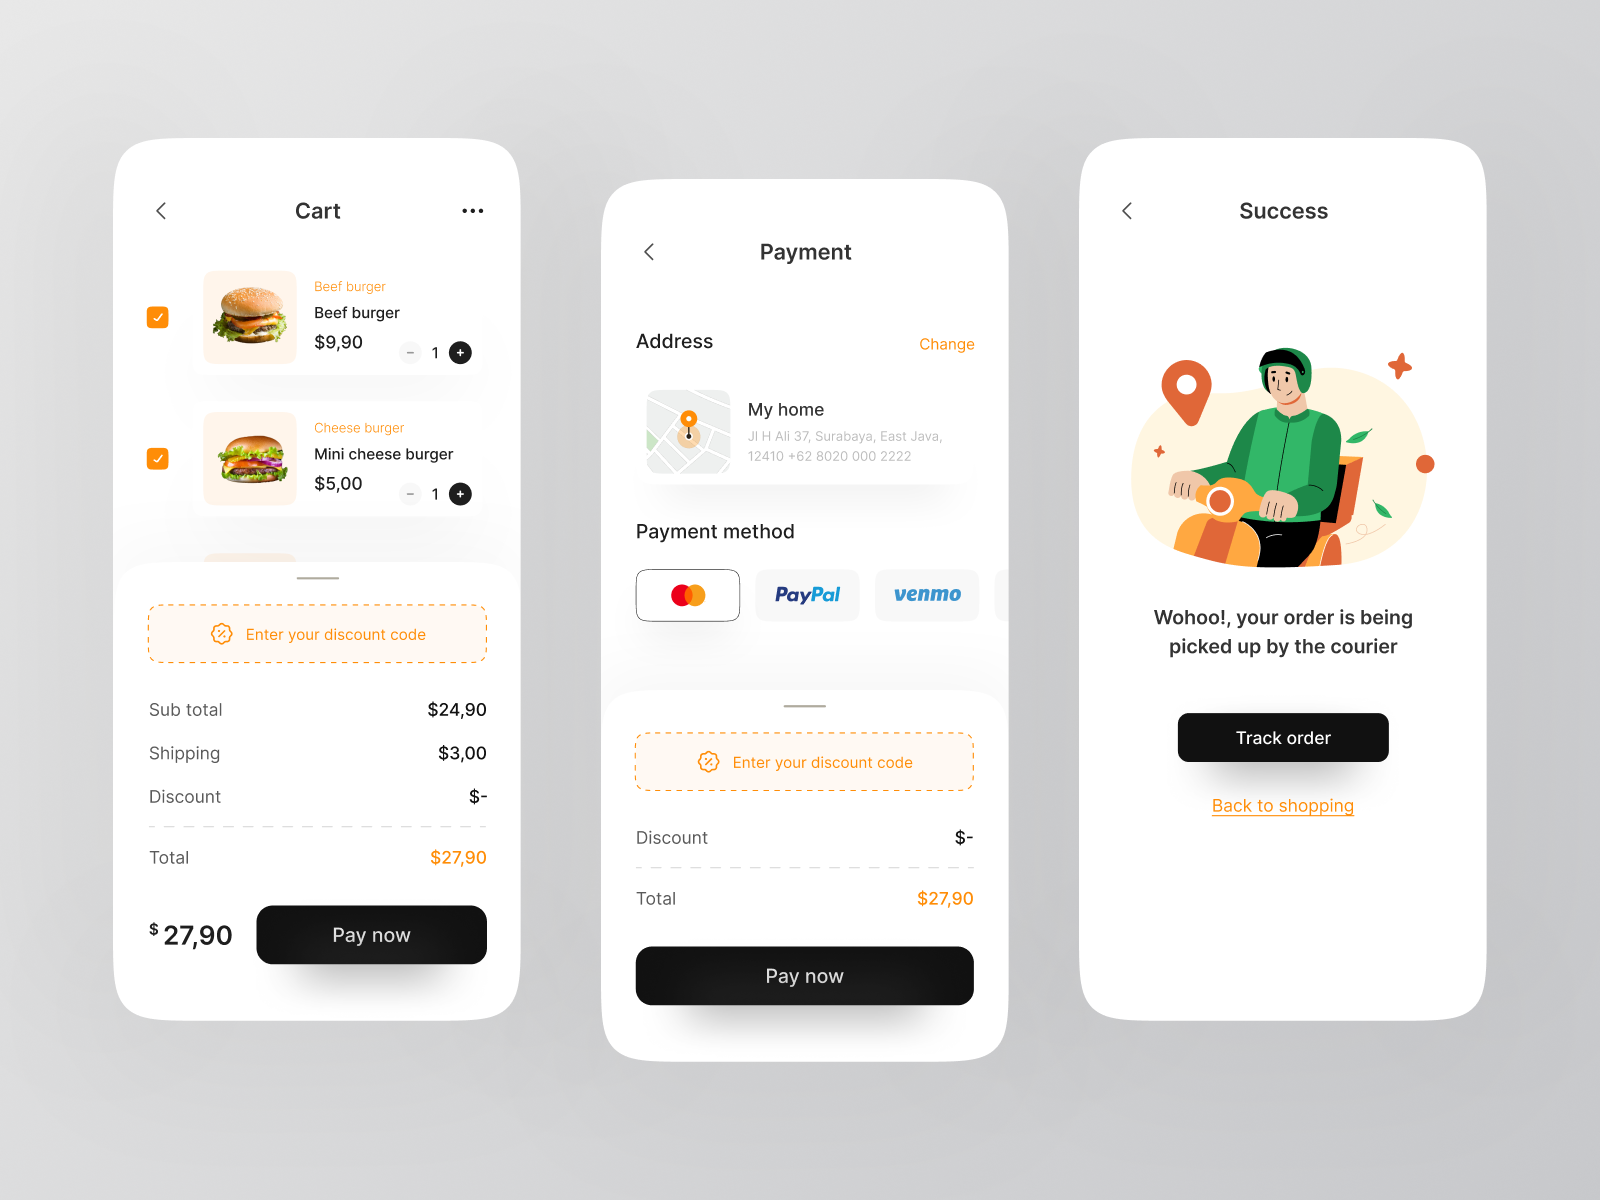 Cart
Beef burger
Beef burger
$9,90
1
Cheese burger
Mini cheese burger
$5,00
1
Enter your discount code
Sub total $24,90
Shipping $3,00
Discount $-
Total $27,90
$ 27,90 Pay now
Payment
Address Change
My home
Jl H Ali 37, Surabaya, East Java,
12410 +62 8020 000 2222
Payment method
PayPal venmo
Enter your discount code
Discount $-
Total $27,90
Pay now
Success
Wohoo!, your order is being
picked up by the courier
Track order
Back to shopping